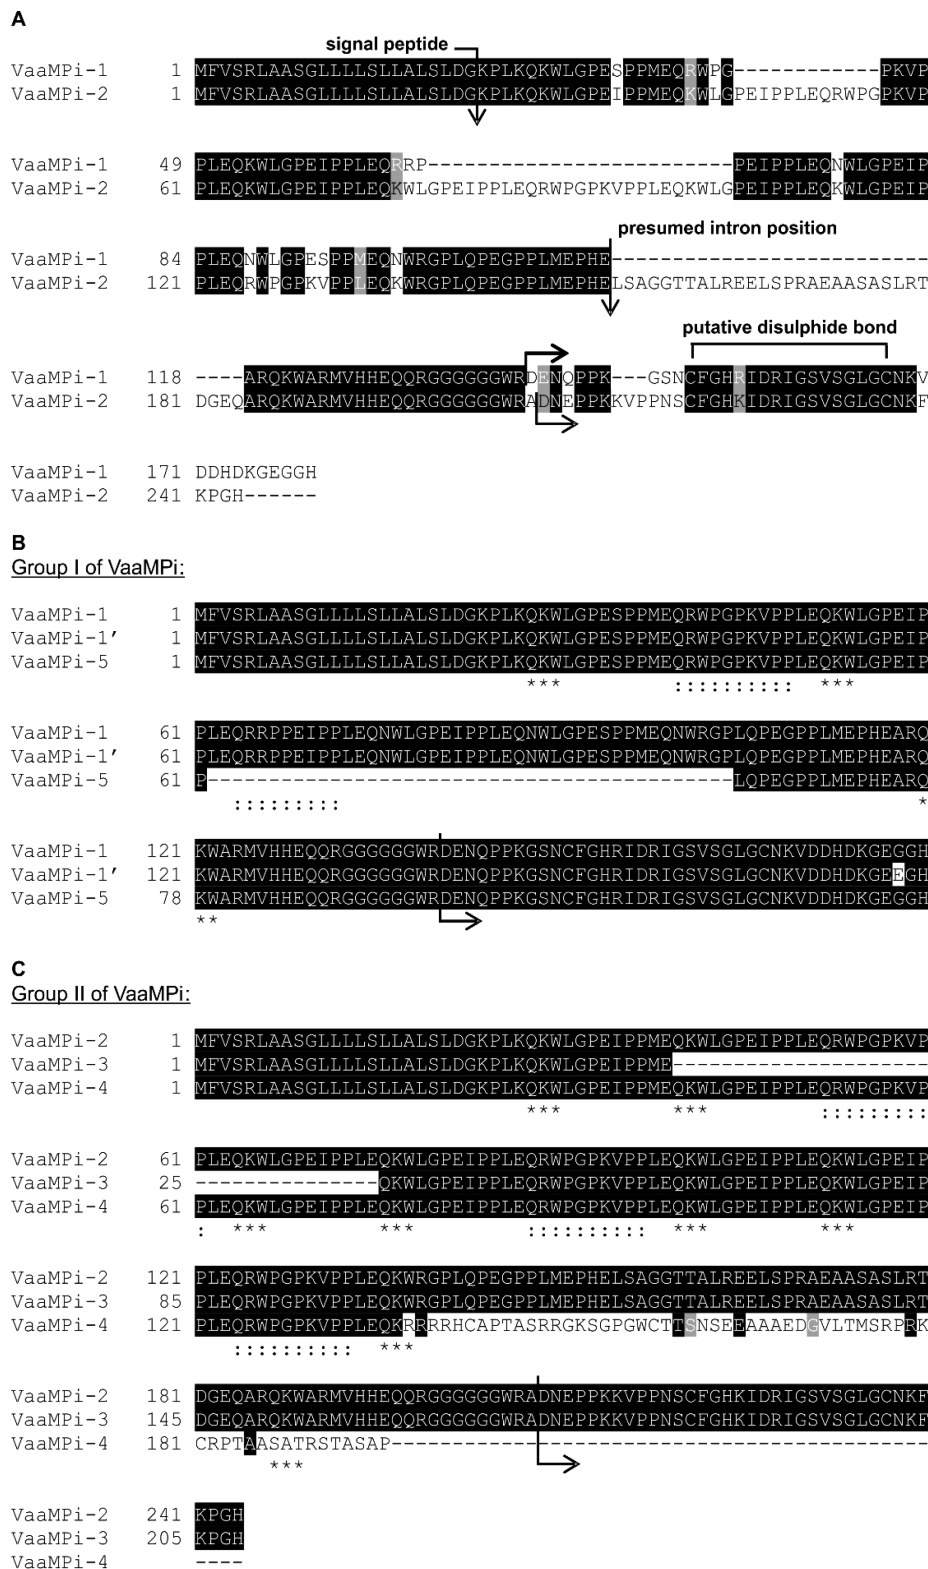 A
signal peptide
VaaMPi-1 1 MFVSRLAASGLLLLSLLALSLDGKPLKQKWLGPESPPMEQRWPG------------PKVP
VaaMPi-2 1 MFVSRLAASGLLLLSLLALSLDGKPLKQKWLGPEIPPMEQKWLGPEIPPLEQRWPGPKVP
VaaMPi-1 49 PLEQKWLGPEIPPLEQRRP-------------------------PEIPPLEQNWLGPEIP
VaaMPi-2 61 PLEQKWLGPEIPPLEQKWLGPEIPPLEQRWPGPKVPPLEQKWLGPEIPPLEQKWLGPEIP
presumed intron position
VaaMPi-1 84 PLEQNWLGPESPPMEQNWRGPLQPEGPPLMEPHE--------------------------
VaaMPi-2 121 PLEQRWPGPKVPPLEQKWRGPLQPEGPPLMEPHELSAGGTTALREELSPRAEAASASLRT
putative disulphide bond
VaaMPi-1 118 ----ARQKWARMVHHEQQRGGGGGGWRDENQPPK---GSNCFGHRIDRIGSVSGLGCNKV
VaaMPi-2 181 DGEQARQKWARMVHHEQQRGGGGGGWRADNEPPKKVPPNSCFGHKIDRIGSVSGLGCNKF
VaaMPi-1 171 DDHDKGEGGH
VaaMPi-2 241 KPGH------
B
Group I of VaaMPi:
VaaMPi-1 1 MFVSRLAASGLLLLSLLALSLDGKPLKQKWLGPESPPMEQRWPGPKVPPLEQKWLGPEIP
VaaMPi-1’ 1 MFVSRLAASGLLLLSLLALSLDGKPLKQKWLGPESPPMEQRWPGPKVPPLEQKWLGPEIP
VaaMPi-5 1 MFVSRLAASGLLLLSLLALSLDGKPLKQKWLGPESPPMEQRWPGPKVPPLEQKWLGPEIP
*** :::::::::: ***
VaaMPi-1 61 PLEQRRPPEIPPLEQNWLGPEIPPLEQNWLGPESPPMEQNWRGPLQPEGPPLMEPHEARQ
VaaMPi-1’ 61 PLEQRRPPEIPPLEQNWLGPEIPPLEQNWLGPESPPMEQNWRGPLQPEGPPLMEPHEARQ
VaaMPi-5 61 P-------------------------------------------LQPEGPPLMEPHEARQ
::::::::: *
VaaMPi-1 121 KWARMVHHEQQRGGGGGGWRDENQPPKGSNCFGHRIDRIGSVSGLGCNKVDDHDKGEGGH
VaaMPi-1’ 121 KWARMVHHEQQRGGGGGGWRDENQPPKGSNCFGHRIDRIGSVSGLGCNKVDDHDKGEEGH
VaaMPi-5 78 KWARMVHHEQQRGGGGGGWRDENQPPKGSNCFGHRIDRIGSVSGLGCNKVDDHDKGEGGH
**
C
Group II of VaaMPi:
VaaMPi-2 1 MFVSRLAASGLLLLSLLALSLDGKPLKQKWLGPEIPPMEQKWLGPEIPPLEQRWPGPKVP
VaaMPi-3 1 MFVSRLAASGLLLLSLLALSLDGKPLKQKWLGPEIPPME---------------------
VaaMPi-4 1 MFVSRLAASGLLLLSLLALSLDGKPLKQKWLGPEIPPMEQKWLGPEIPPLEQRWPGPKVP
*** *** :::::::::
VaaMPi-2 61 PLEQKWLGPEIPPLEQKWLGPEIPPLEQRWPGPKVPPLEQKWLGPEIPPLEQKWLGPEIP
VaaMPi-3 25 ---------------QKWLGPEIPPLEQRWPGPKVPPLEQKWLGPEIPPLEQKWLGPEIP
VaaMPi-4 61 PLEQKWLGPEIPPLEQKWLGPEIPPLEQRWPGPKVPPLEQKWLGPEIPPLEQKWLGPEIP
: *** *** :::::::::: *** ***
VaaMPi-2 121 PLEQRWPGPKVPPLEQKWRGPLQPEGPPLMEPHELSAGGTTALREELSPRAEAASASLRT
VaaMPi-3 85 PLEQRWPGPKVPPLEQKWRGPLQPEGPPLMEPHELSAGGTTALREELSPRAEAASASLRT
VaaMPi-4 121 PLEQRWPGPKVPPLEQKRRRRHCAPTASRRGKSGPGWCTTSNSEEAAAEDGVLTMSRPRK
:::::::::: ***
VaaMPi-2 181 DGEQARQKWARMVHHEQQRGGGGGGWRADNEPPKKVPPNSCFGHKIDRIGSVSGLGCNKF
VaaMPi-3 145 DGEQARQKWARMVHHEQQRGGGGGGWRADNEPPKKVPPNSCFGHKIDRIGSVSGLGCNKF
VaaMPi-4 181 CRPTAASATRSTASAP--------------------------------------------
***
VaaMPi-2 241 KPGH
VaaMPi-3 205 KPGH
VaaMPi-4 ----